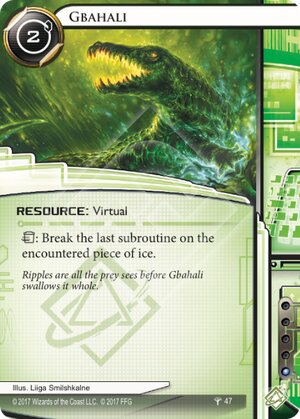 Gbahali
2
RESOURCE: Virtual
: Break the last subroutine on the
encountered piece of ice.
Ripples are all the prey sees before Gbahali
swallows it whole.
Illus. Liiga Smilshkalne
© 2017 Wizards of the Coast LLC. © 2017 FFG
47